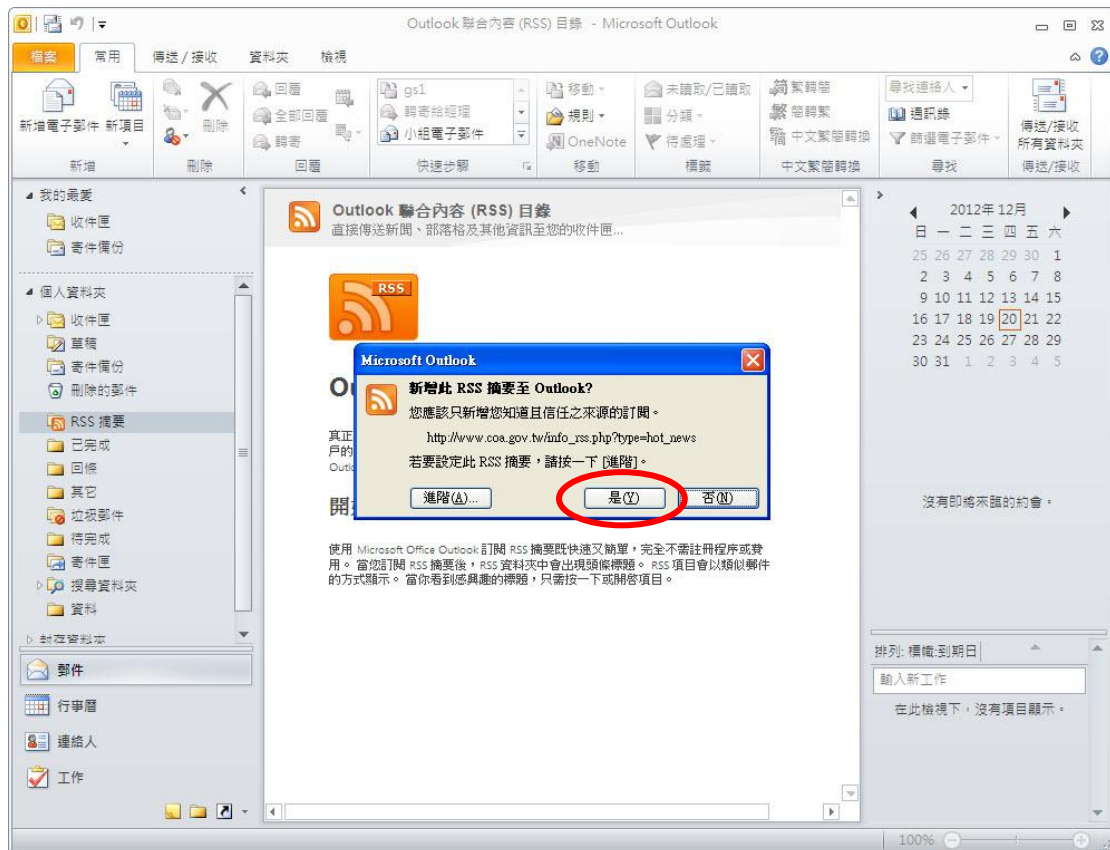 Outlook 聯合內容 (RSS) 目錄 - Microsoft Outlook
檔案 常用 傳送/接收 資料夾 檢視
新增電子郵件 新項目
新增
刪除
刪除
回覆
全部回覆
轉寄
回覆
gs1
轉寄給經理
小組電子郵件
快速步驟
移動
規則
OneNote
移動
未讀取/已讀取
分類
待處理
標籤
简 繁轉簡
繁 簡轉繁
中文繁簡轉換
中文繁簡轉換
尋找連絡人
通訊錄
篩選電子郵件
尋找
傳送/接收
所有資料夾
傳送/接收
我的最愛
收件匣
寄件備份
個人資料夾
收件匣
草稿
寄件備份
刪除的郵件
RSS 摘要
已完成
回條
其它
垃圾郵件
待完成
寄件匣
搜尋資料夾
資料
封存資料夾
郵件
行事曆
連絡人
工作
Outlook 聯合內容 (RSS) 目錄
直接傳送新聞、部落格及其他資訊至您的收件匣...
RSS
Microsoft Outlook
新增此 RSS 摘要至 Outlook?
您應該只新增您知道且信任之來源的訂閱。
http://www.coa.gov.tw/info_rss.php?type=hot_news
若要設定此 RSS 摘要，請按一下 [進階]。
進階(A)... 是(Y) 否(N)
真正
戶的
開
使用 Microsoft Office Outlook 訂閱 RSS 摘要既快速又簡單，完全不需註冊程序或費
用。當您訂閱 RSS 摘要後，RSS 資料夾中會出現頭條標題。RSS 項目會以類似郵件
的方式顯示。當你看到感興趣的標題，只需按一下或開啟項目。
2012年 12月
日 一 二 三 四 五 六
25 26 27 28 29 30 1
2 3 4 5 6 7 8
9 10 11 12 13 14 15
16 17 18 19 20 21 22
23 24 25 26 27 28 29
30 31 1 2 3 4 5
沒有即將來臨的約會。
排列: 標幟:到期日
輸入新工作
在此檢視下，沒有項目顯示。
100%